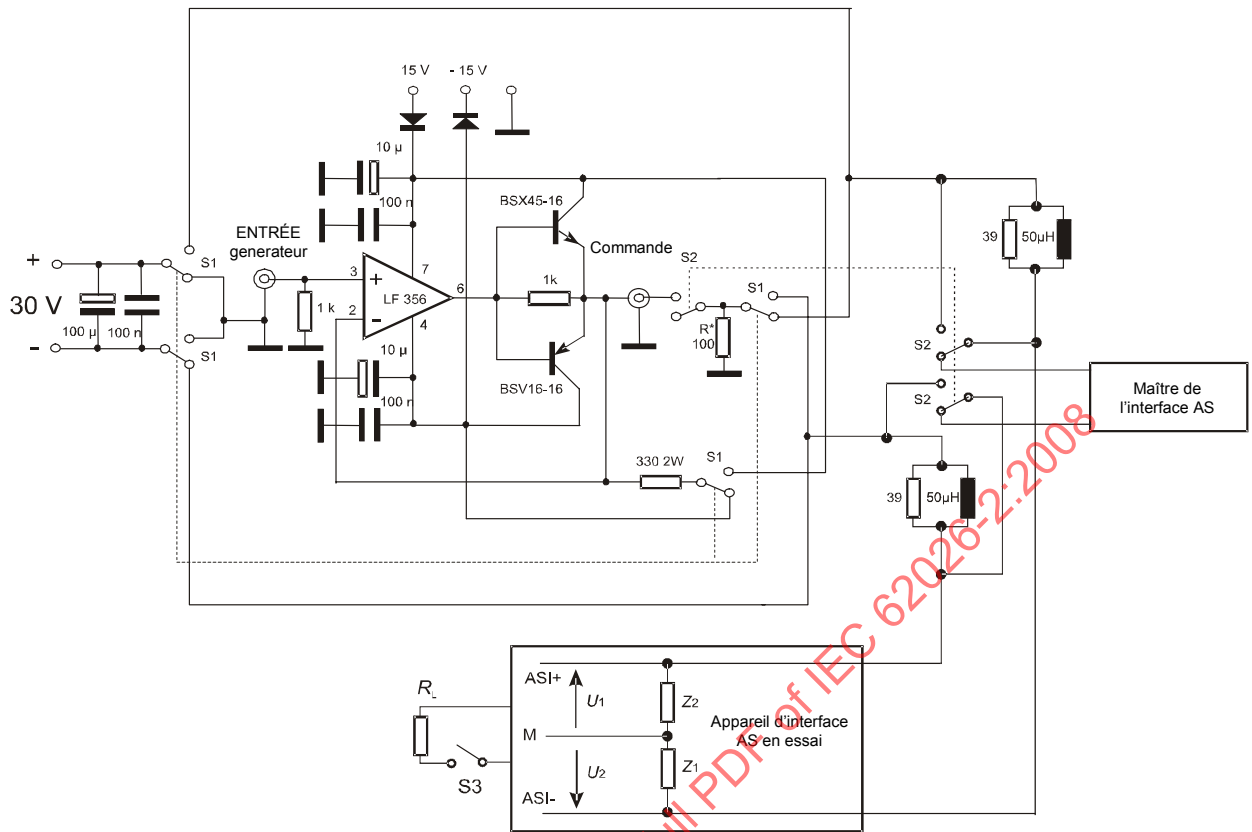 15 V
- 15 V
10 µ
100 n
ENTRÉE
generateur
BSX45-16
Commande
39
50µH
+
30 V
-
100 µ
100 n
S1
S1
1 k
3
+
7
LF 356
6
2
-
4
1k
S2
S1
R*
100
10 µ
100 n
BSV16-16
S2
S2
Maître de
l'interface AS
330 2W
S1
39
50µH
RL
S3
ASI+
U1
Z2
M
Appareil d'interface
AS en essai
U2
Z1
ASI-
ull PDF of IEC 62026-2:2008